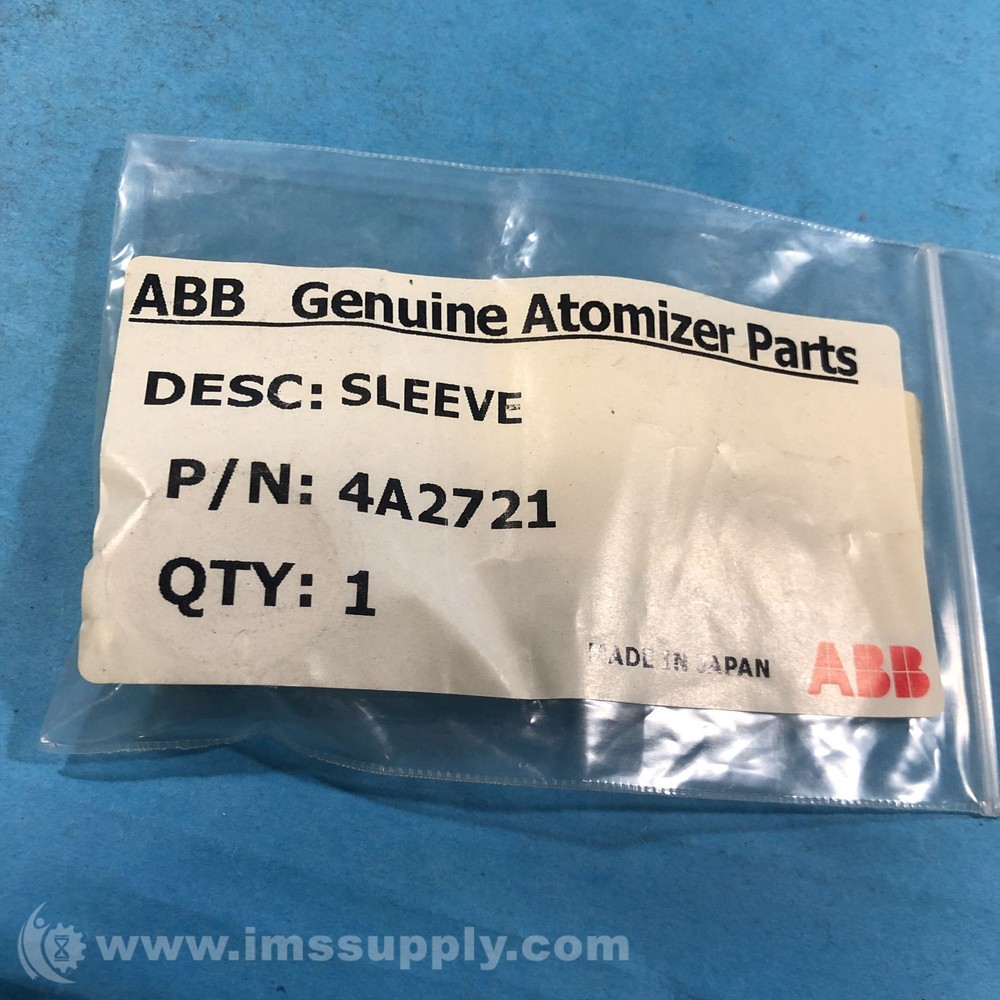 ABB Genuine Atomizer Parts
DESC: SLEEVE
P/N: 4A2721
QTY: 1
MADE IN JAPAN
ABB
www.imssupply.com